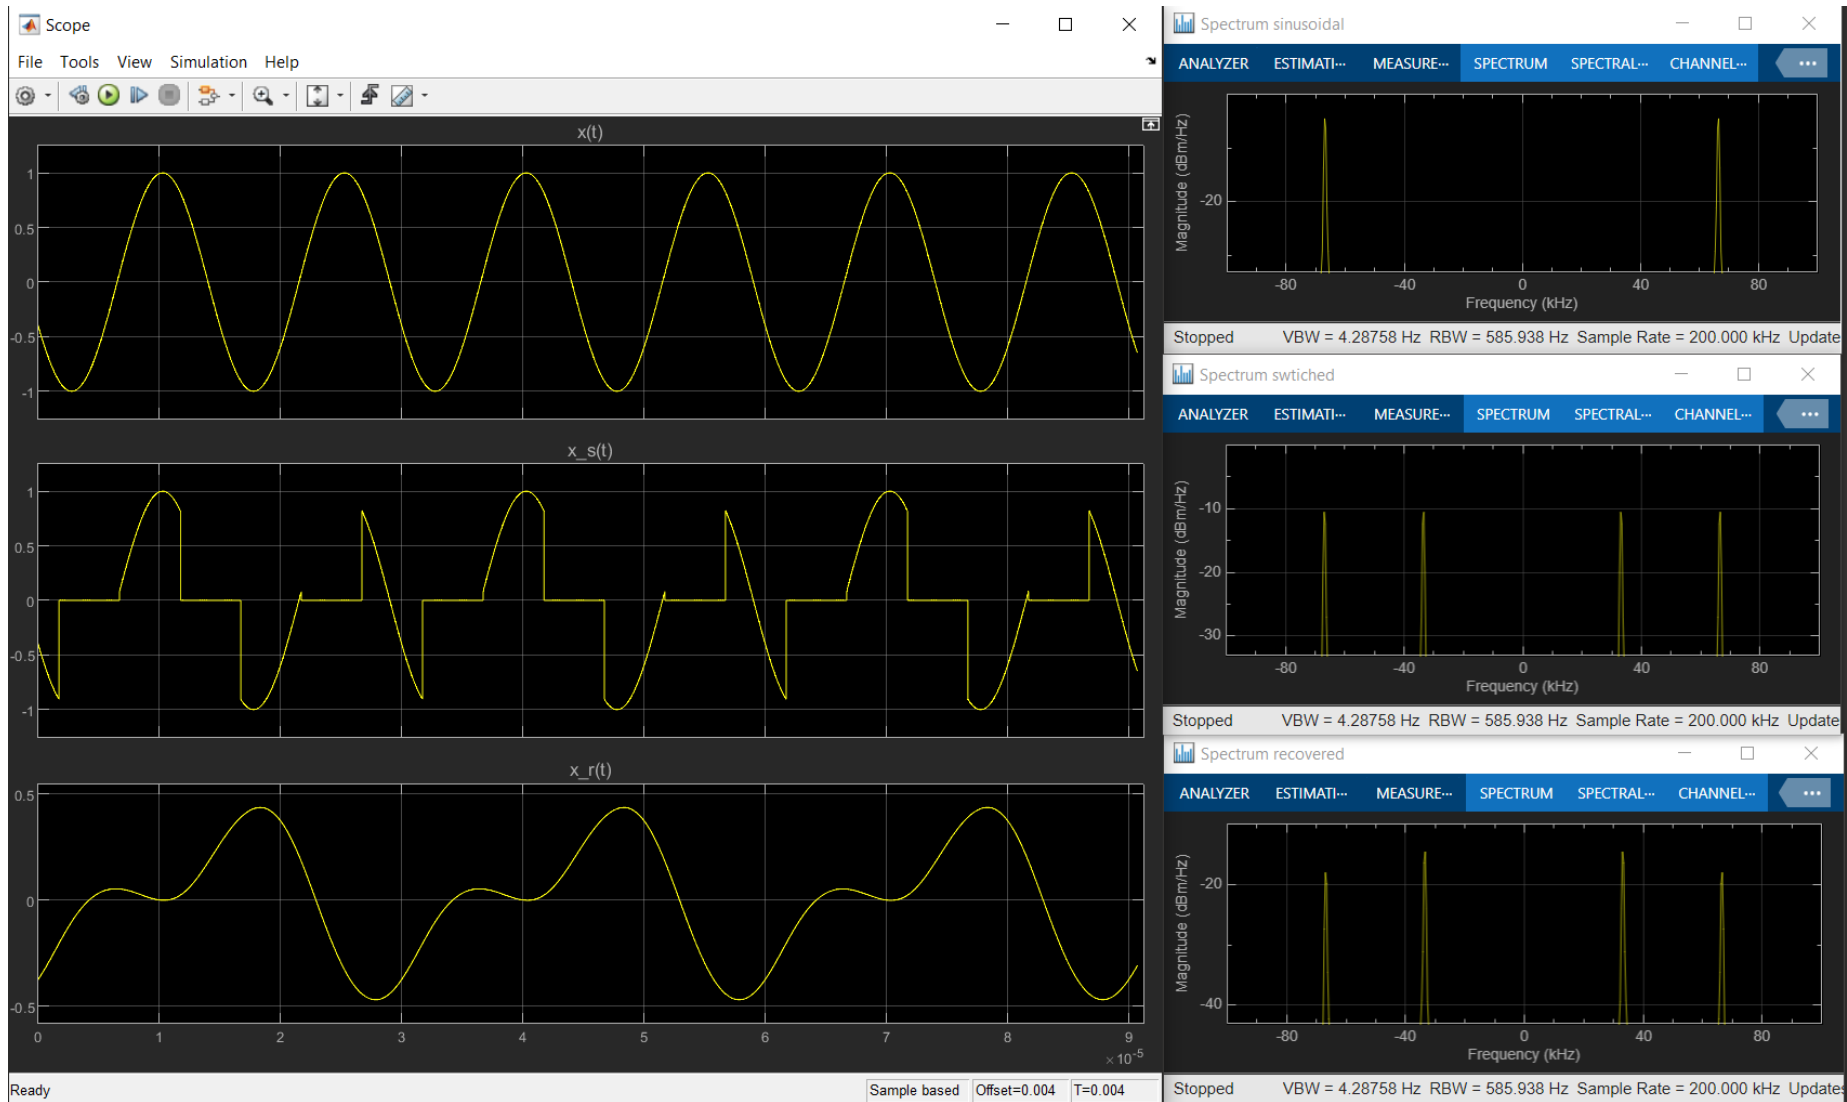 Scope
File Tools View Simulation Help
x(t)
1
0.5
0
-0.5
-1
x_s(t)
1
0.5
0
-0.5
-1
x_r(t)
0.5
0
-0.5
0 1 2 3 4 5 6 7 8 9
×10-5
Ready Sample based Offset=0.004 T=0.004
Spectrum sinusoidal
ANALYZER ESTIMATI··· MEASURE··· SPECTRUM SPECTRAL··· CHANNEL··· ···
Magnitude (dBm/Hz)
-20
-80 -40 0 40 80
Frequency (kHz)
Stopped VBW = 4.28758 Hz RBW = 585.938 Hz Sample Rate = 200.000 kHz Update
Spectrum swtiched
ANALYZER ESTIMATI··· MEASURE··· SPECTRUM SPECTRAL··· CHANNEL··· ···
Magnitude (dBm/Hz)
-10
-20
-30
-80 -40 0 40 80
Frequency (kHz)
Stopped VBW = 4.28758 Hz RBW = 585.938 Hz Sample Rate = 200.000 kHz Update
Spectrum recovered
ANALYZER ESTIMATI··· MEASURE··· SPECTRUM SPECTRAL··· CHANNEL··· ···
Magnitude (dBm/Hz)
-20
-40
-80 -40 0 40 80
Frequency (kHz)
Stopped VBW = 4.28758 Hz RBW = 585.938 Hz Sample Rate = 200.000 kHz Update